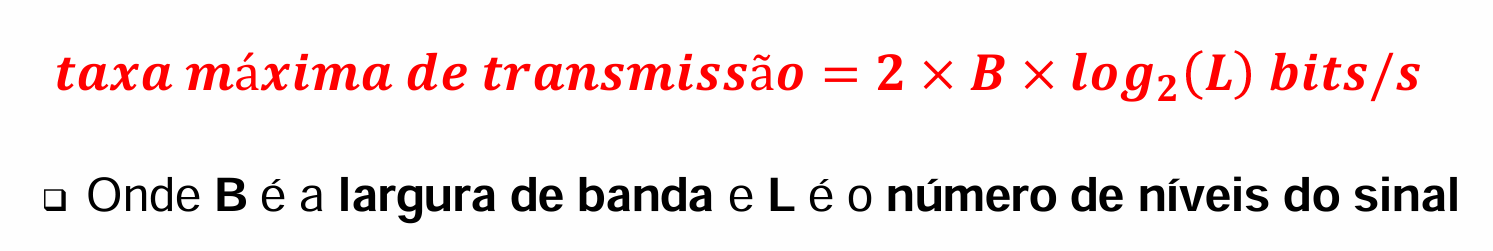 taxa máxima de transmissão = 2 × B × log₂(L) bits/s
❑ Onde B é a largura de banda e L é o número de níveis do sinal